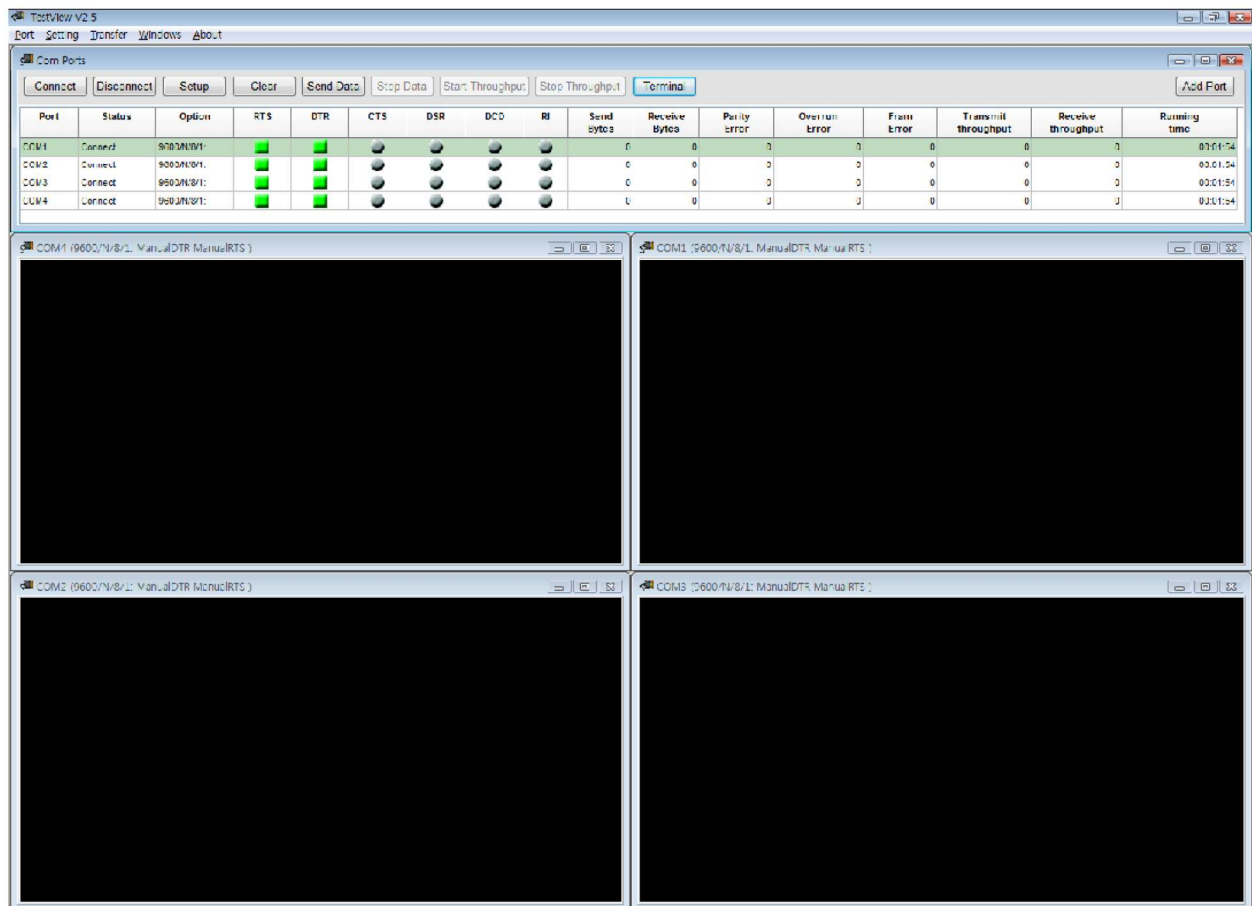 TestView V2.5
Port Setting Transfer Windows About
Com Ports
Connect Disconnect Setup Clear Send Data Stop Data Start Throughput Stop Throughput Terminal Add Port
Port Status Option RTS DTR CTS DSR DCD RI Send Bytes Receive Bytes Parity Error Overrun Error Fram Error Transmit throughput Receive throughput Running time
COM1 Connect 9600/N/8/1: 0 0 0 0 0 0 0 00:01:54
COM2 Connect 9600/N/8/1: 0 0 0 0 0 0 0 00:01:54
COM3 Connect 9600/N/8/1: 0 0 0 0 0 0 0 00:01:54
COM4 Connect 9600/N/8/1: 0 0 0 0 0 0 0 00:01:54
COM4 (9600/N/8/1: ManualDTR ManualRTS )
COM1 (9600/N/8/1: ManualDTR ManualRTS )
COM2 (9600/N/8/1: ManualDTR ManualRTS )
COM3 (9600/N/8/1: ManualDTR ManualRTS )